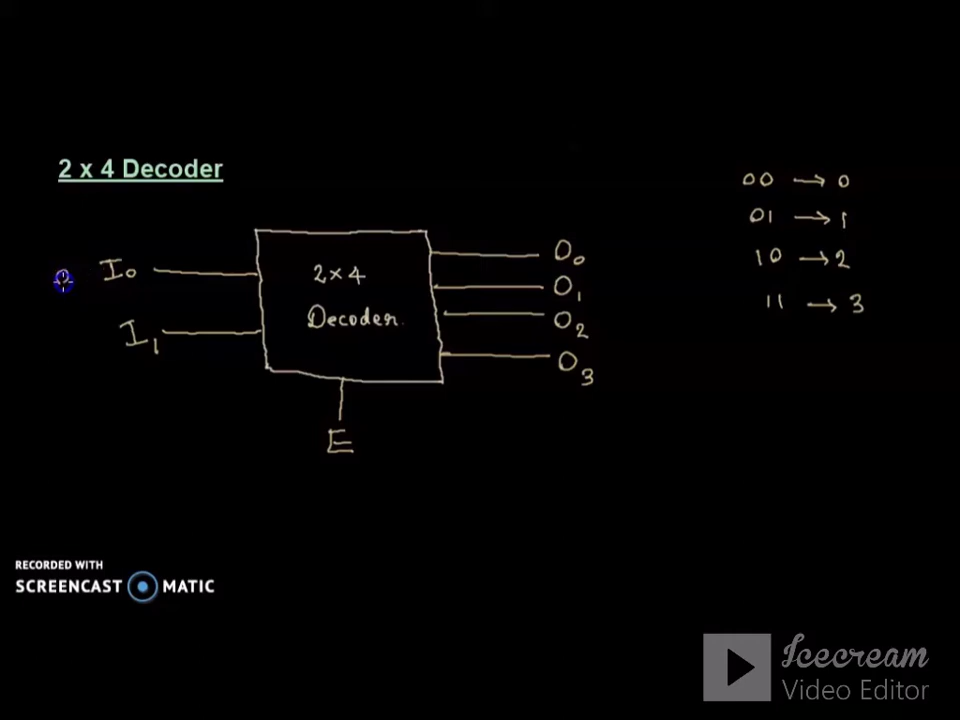 2 x 4 Decoder
00 → 0
01 → 1
10 → 2
11 → 3
I0
I1
2 × 4
Decoder.
O0
O1
O2
O3
E
RECORDED WITH
SCREENCAST MATIC
Icecream
Video Editor